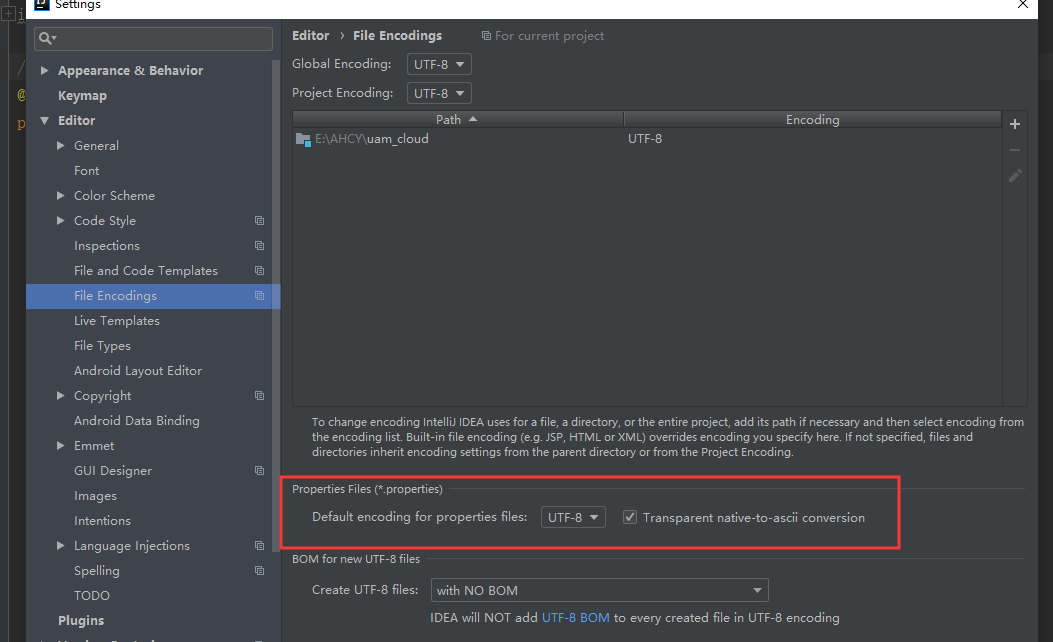 Settings
Appearance & Behavior
Keymap
Editor
General
Font
Color Scheme
Code Style
Inspections
File and Code Templates
File Encodings
Live Templates
File Types
Android Layout Editor
Copyright
Android Data Binding
Emmet
GUI Designer
Images
Intentions
Language Injections
Spelling
TODO
Plugins
Editor › File Encodings For current project
Global Encoding: UTF-8
Project Encoding: UTF-8
Path Encoding
E:\AHCY\uam_cloud UTF-8
To change encoding IntelliJ IDEA uses for a file, a directory, or the entire project, add its path if necessary and then select encoding from
the encoding list. Built-in file encoding (e.g. JSP, HTML or XML) overrides encoding you specify here. If not specified, files and
directories inherit encoding settings from the parent directory or from the Project Encoding.
Properties Files (*.properties)
Default encoding for properties files: UTF-8 Transparent native-to-ascii conversion
BOM for new UTF-8 files
Create UTF-8 files: with NO BOM
IDEA will NOT add UTF-8 BOM to every created file in UTF-8 encoding